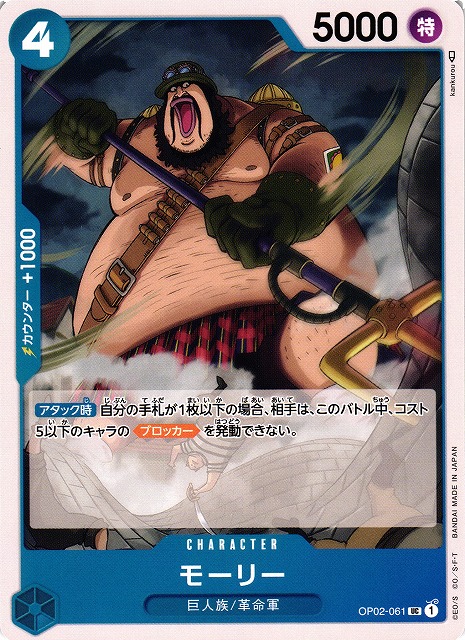 4
5000
特
kankurou
カウンター +1000
アタック時 自分の手札が1枚以下の場合、相手は、このバトル中、コスト
5以下のキャラの ブロッカー を発動できない。
CHARACTER
モーリー
巨人族/革命軍
OP02-061 UC 1
©E.O/S ©O/S・F・T BANDAI MADE IN JAPAN